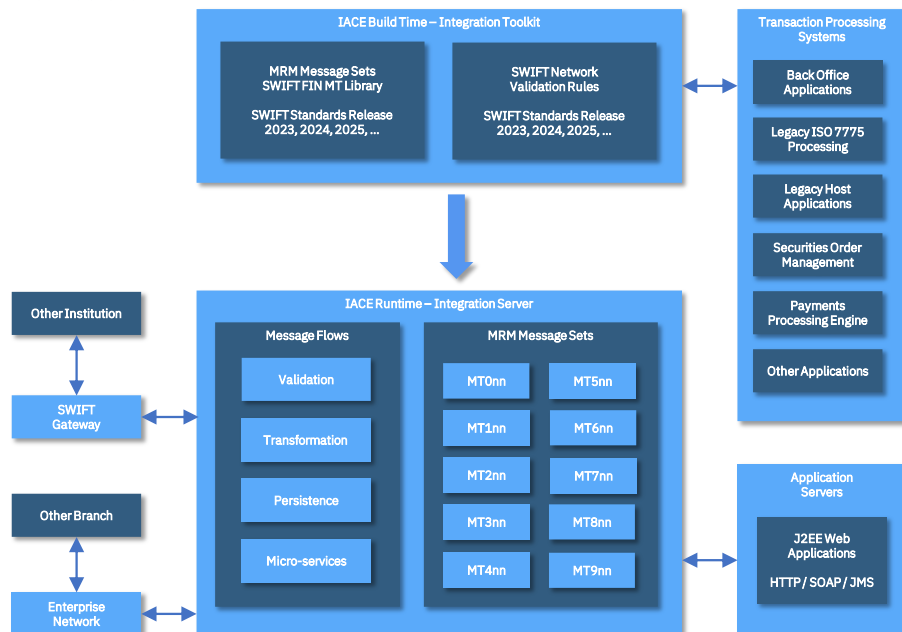 IACE Build Time – Integration Toolkit
MRM Message Sets
SWIFT FIN MT Library
SWIFT Standards Release
2023, 2024, 2025, ...
SWIFT Network
Validation Rules
SWIFT Standards Release
2023, 2024, 2025, ...
Transaction Processing
Systems
Back Office
Applications
Legacy ISO 7775
Processing
Legacy Host
Applications
Securities Order
Management
Payments
Processing Engine
Other Applications
Other Institution
SWIFT
Gateway
Other Branch
Enterprise
Network
IACE Runtime – Integration Server
Message Flows
Validation
Transformation
Persistence
Micro-services
MRM Message Sets
MT0nn
MT5nn
MT1nn
MT6nn
MT2nn
MT7nn
MT3nn
MT8nn
MT4nn
MT9nn
Application
Servers
J2EE Web
Applications
HTTP / SOAP / JMS